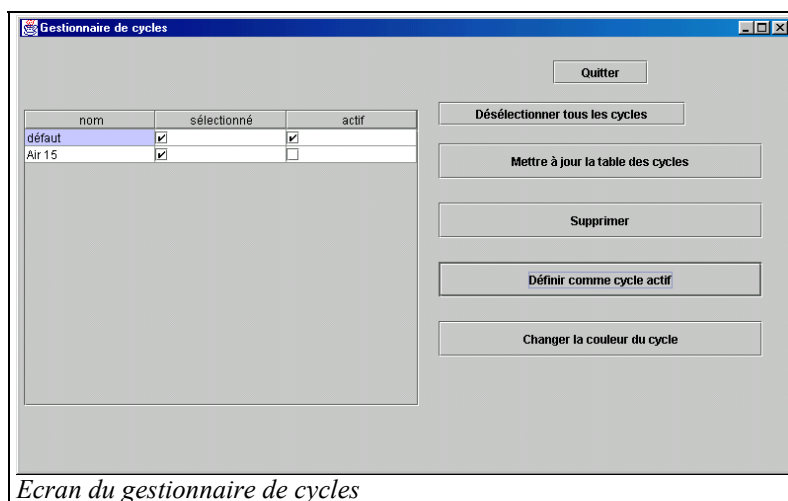 Gestionnaire de cycles
Quitter
Désélectionner tous les cycles
nom sélectionné actif
défaut
Air 15
Mettre à jour la table des cycles
Supprimer
Définir comme cycle actif
Changer la couleur du cycle
Ecran du gestionnaire de cycles